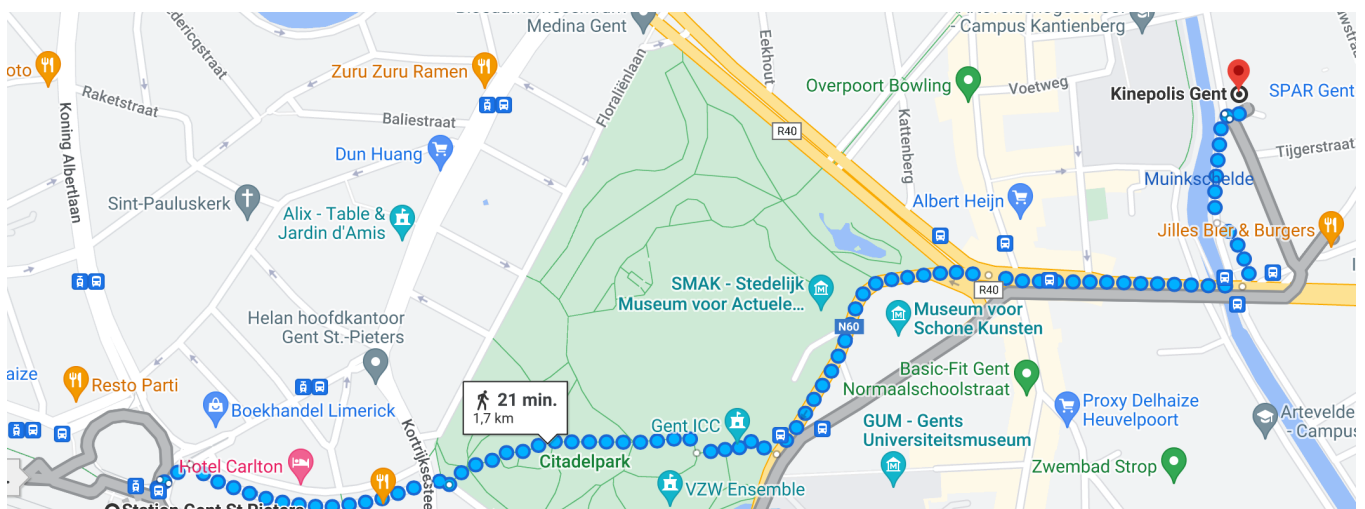 Medina Gent
- Campus Kantienberg
Eekhout
Zuru Zuru Ramen
Floraliënlaan
Overpoort Bowling
Voetweg
Kinepolis Gent
SPAR Gent
Raketstraat
Koning Albertlaan
Baliestraat
R40
Kattenberg
Tijgerstraat
Dun Huang
Muinkschelde
Sint-Pauluskerk
Alix - Table &
Jardin d'Amis
Albert Heijn
Jilles Bier & Burgers
SMAK - Stedelijk
Museum voor Actuele...
R40
Museum voor
Schone Kunsten
N60
Helan hoofdkantoor
Gent St.-Pieters
Basic-Fit Gent
Normaalschoolstraat
Resto Parti
21 min.
1,7 km
Boekhandel Limerick
Proxy Delhaize
Heuvelpoort
Gent ICC
GUM - Gents
Universiteitsmuseum
Artevelde
- Campus
Citadelpark
Hotel Carlton
Zwembad Strop
VZW Ensemble
Station Gent St Pieters